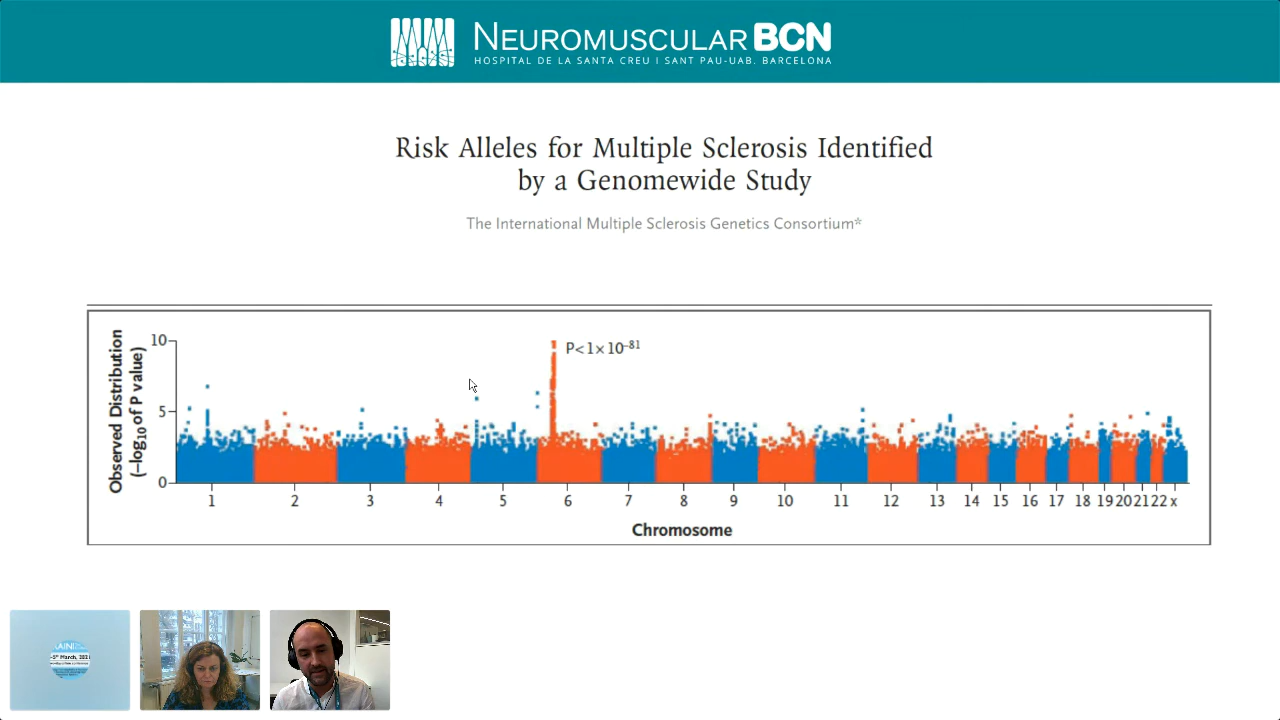 NEUROMUSCULAR BCN
HOSPITAL DE LA SANTA CREU I SANT PAU-UAB. BARCELONA
Risk Alleles for Multiple Sclerosis Identified
by a Genomewide Study
The International Multiple Sclerosis Genetics Consortium*
Observed Distribution
(−log10 of P value)
10
5
0
P<1×10−81
1 2 3 4 5 6 7 8 9 10 11 12 13 14 15 16 17 18 19 20 21 22 x
Chromosome
March, 202